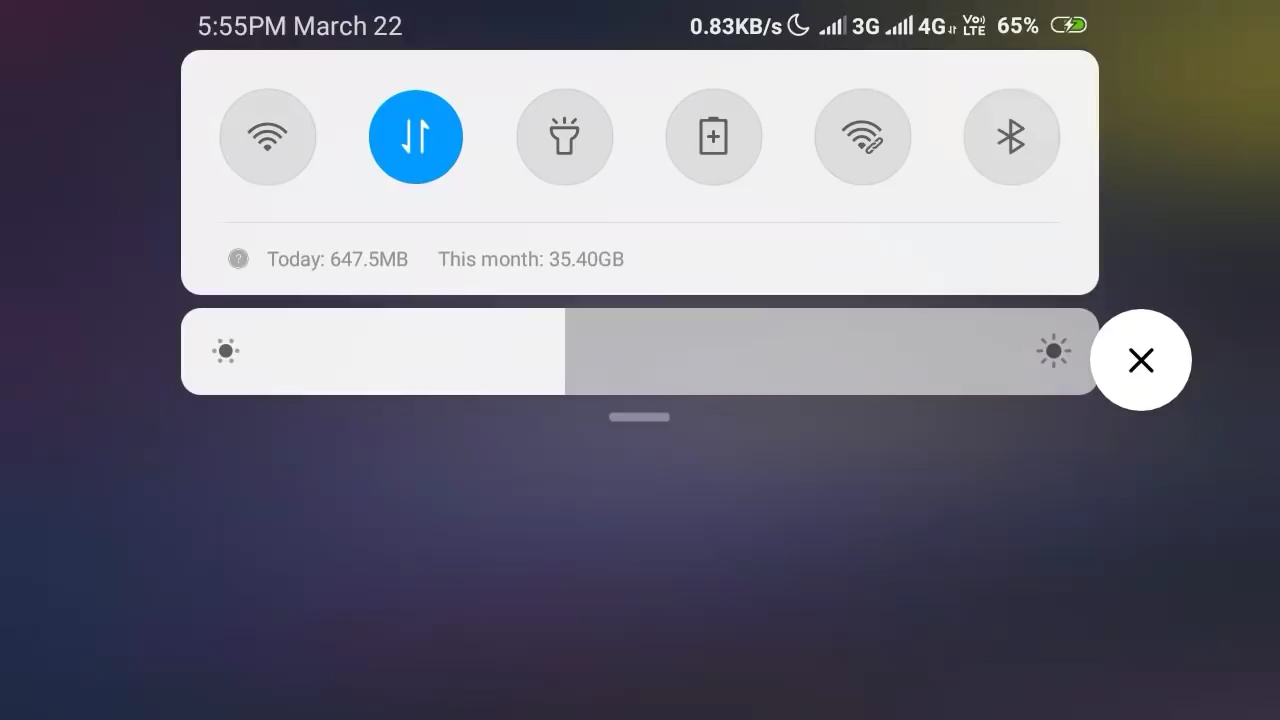 5:55PM March 22 0.83KB/s 3G 4G Vo) LTE 65%
Today: 647.5MB This month: 35.40GB